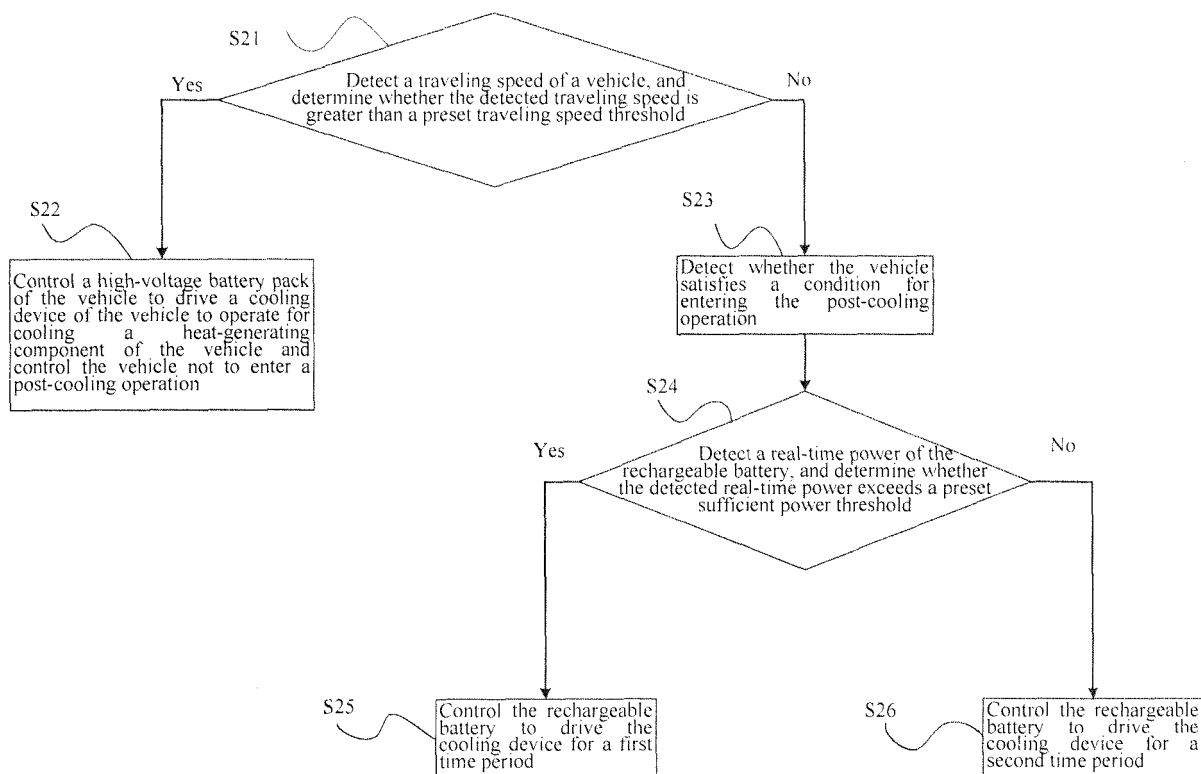 S21
Detect a traveling speed of a vehicle, and
determine whether the detected traveling speed is
greater than a preset traveling speed threshold
Yes
No
S22
Control a high-voltage battery pack
of the vehicle to drive a cooling
device of the vehicle to operate for
cooling a heat-generating
component of the vehicle and
control the vehicle not to enter a
post-cooling operation
S23
Detect whether the vehicle
satisfies a condition for
entering the post-cooling
operation
S24
Detect a real-time power of the
rechargeable battery, and determine whether
the detected real-time power exceeds a preset
sufficient power threshold
Yes
No
S25
Control the rechargeable
battery to drive the
cooling device for a first
time period
S26
Control the rechargeable
battery to drive the
cooling device for a
second time period